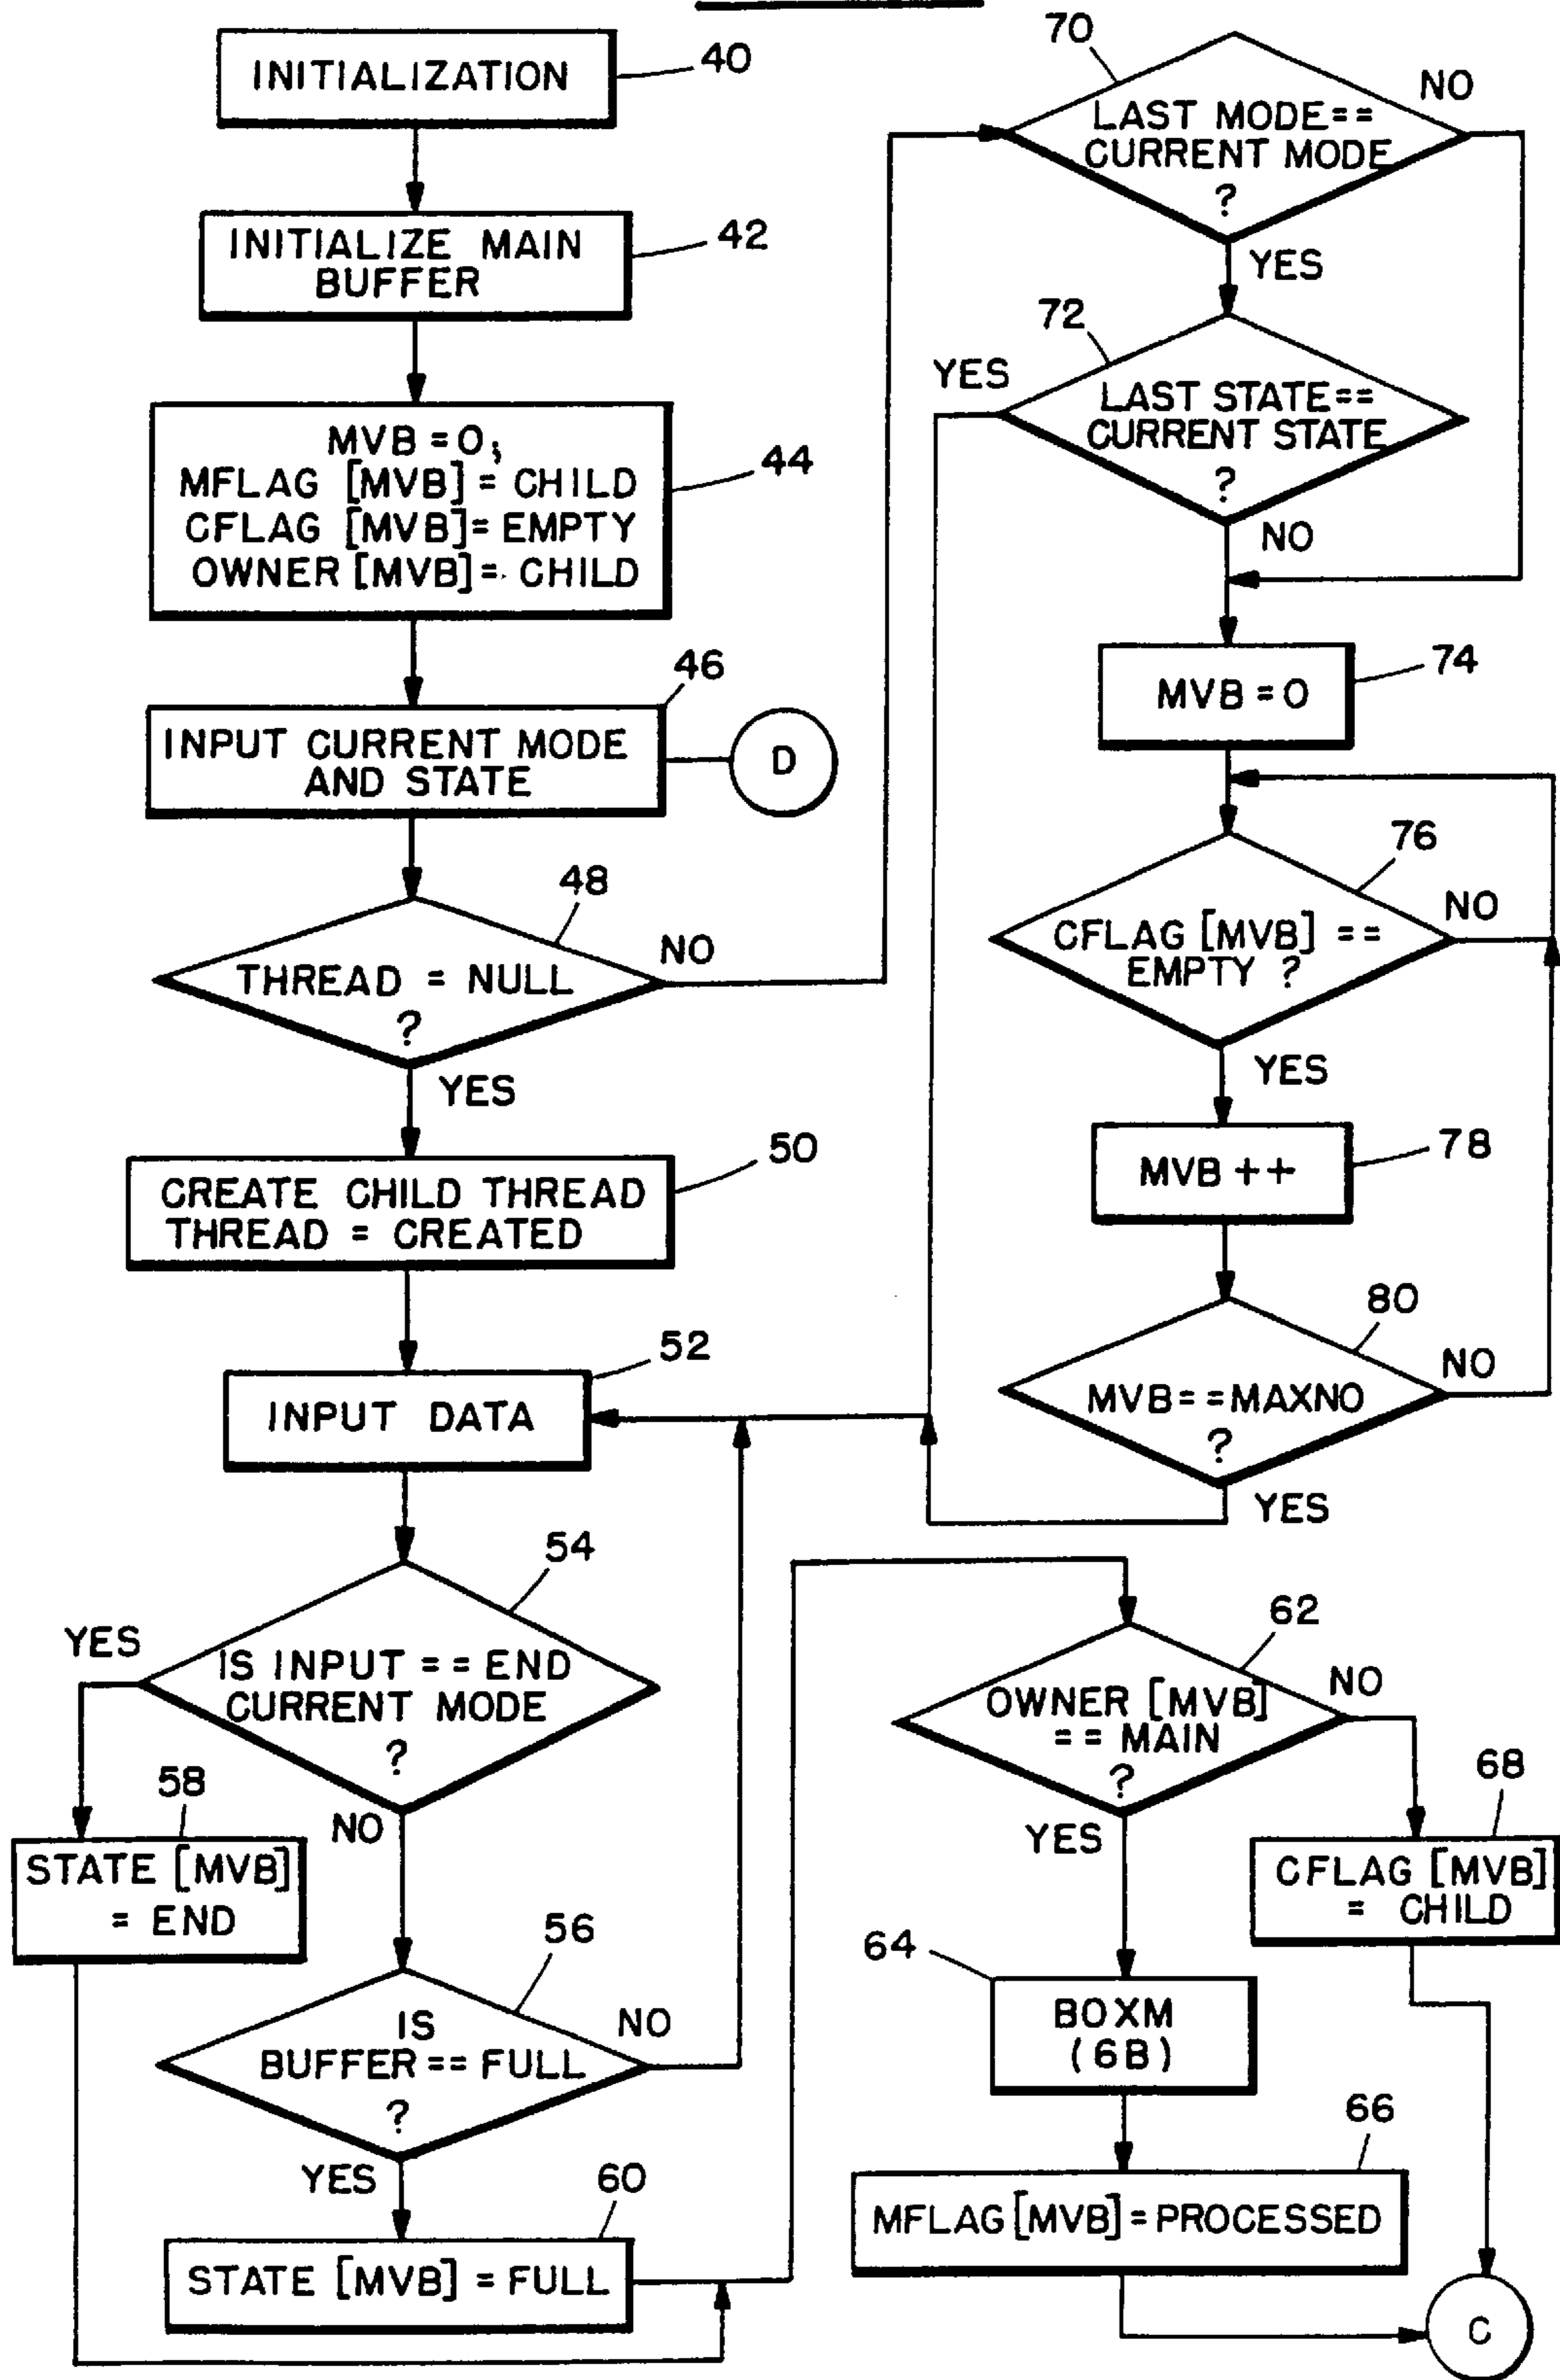 INITIALIZATION
40
INITIALIZE MAIN
BUFFER
42
MVB = 0;
MFLAG [MVB] = CHILD
CFLAG [MVB] = EMPTY
OWNER [MVB] = CHILD
44
46
INPUT CURRENT MODE
AND STATE
D
48
THREAD = NULL
?
NO
YES
50
CREATE CHILD THREAD
THREAD = CREATED
52
INPUT DATA
54
YES
IS INPUT == END
CURRENT MODE
?
NO
58
STATE [MVB]
= END
56
IS
BUFFER == FULL
?
NO
YES
60
STATE [MVB] = FULL
70
LAST MODE ==
CURRENT MODE
?
NO
YES
72
YES
LAST STATE ==
CURRENT STATE
?
NO
74
MVB = 0
76
CFLAG [MVB] ==
EMPTY ?
NO
YES
78
MVB ++
80
MVB == MAXNO
?
NO
YES
62
OWNER [MVB]
== MAIN
?
NO
YES
68
CFLAG [MVB]
= CHILD
64
BOXM
(6B)
66
MFLAG [MVB] = PROCESSED
C